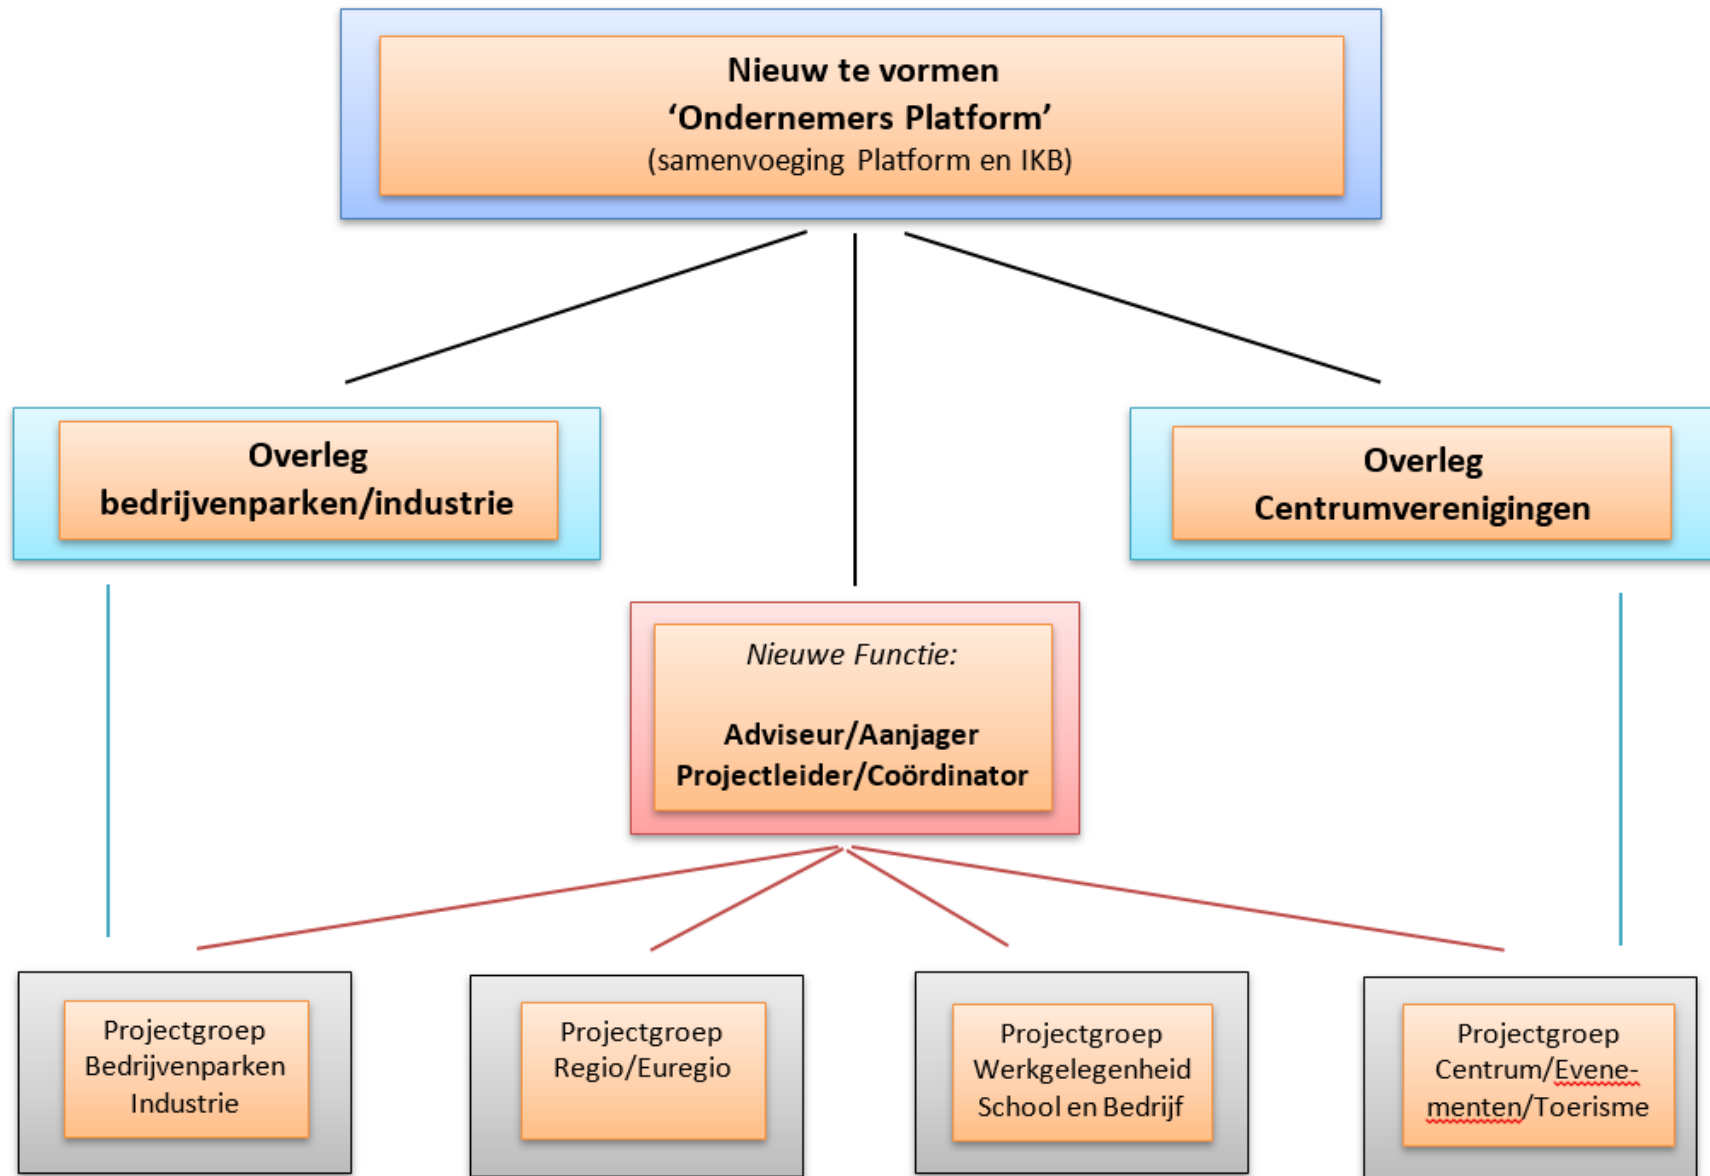 Nieuw te vormen
‘Ondernemers Platform’
(samenvoeging Platform en IKB)
Overleg
bedrijvenparken/industrie
Overleg
Centrumverenigingen
Nieuwe Functie:
Adviseur/Aanjager
Projectleider/Coördinator
Projectgroep
Bedrijvenparken
Industrie
Projectgroep
Regio/Euregio
Projectgroep
Werkgelegenheid
School en Bedrijf
Projectgroep
Centrum/Evene-
menten/Toerisme